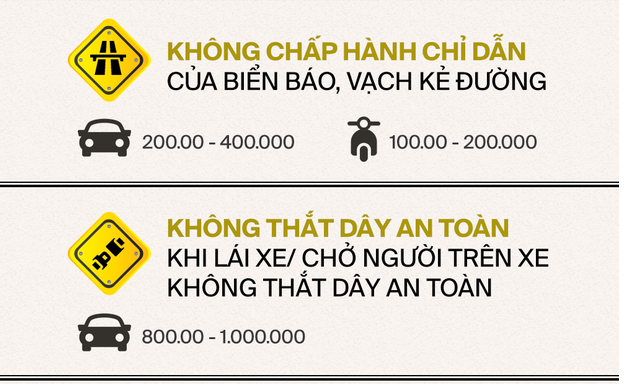 KHÔNG CHẤP HÀNH CHỈ DẪN
CỦA BIỂN BÁO, VẠCH KẺ ĐƯỜNG
200.00 - 400.000
100.00 - 200.000
KHÔNG THẮT DÂY AN TOÀN
KHI LÁI XE/ CHỞ NGƯỜI TRÊN XE
KHÔNG THẮT DÂY AN TOÀN
800.00 - 1.000.000